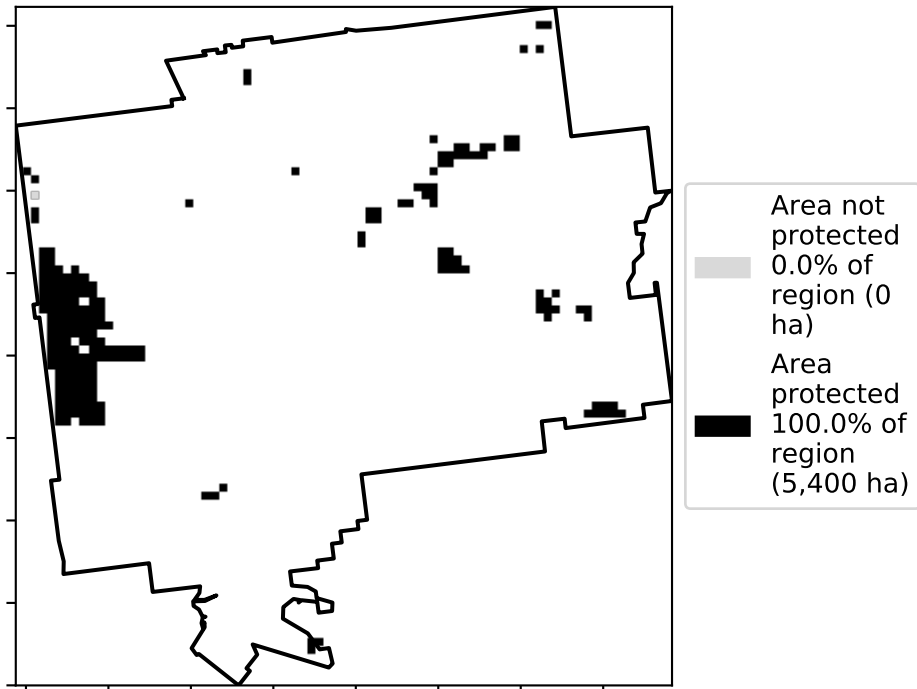 Area not
protected
0.0% of
region (0
ha)
Area
protected
100.0% of
region
(5,400 ha)